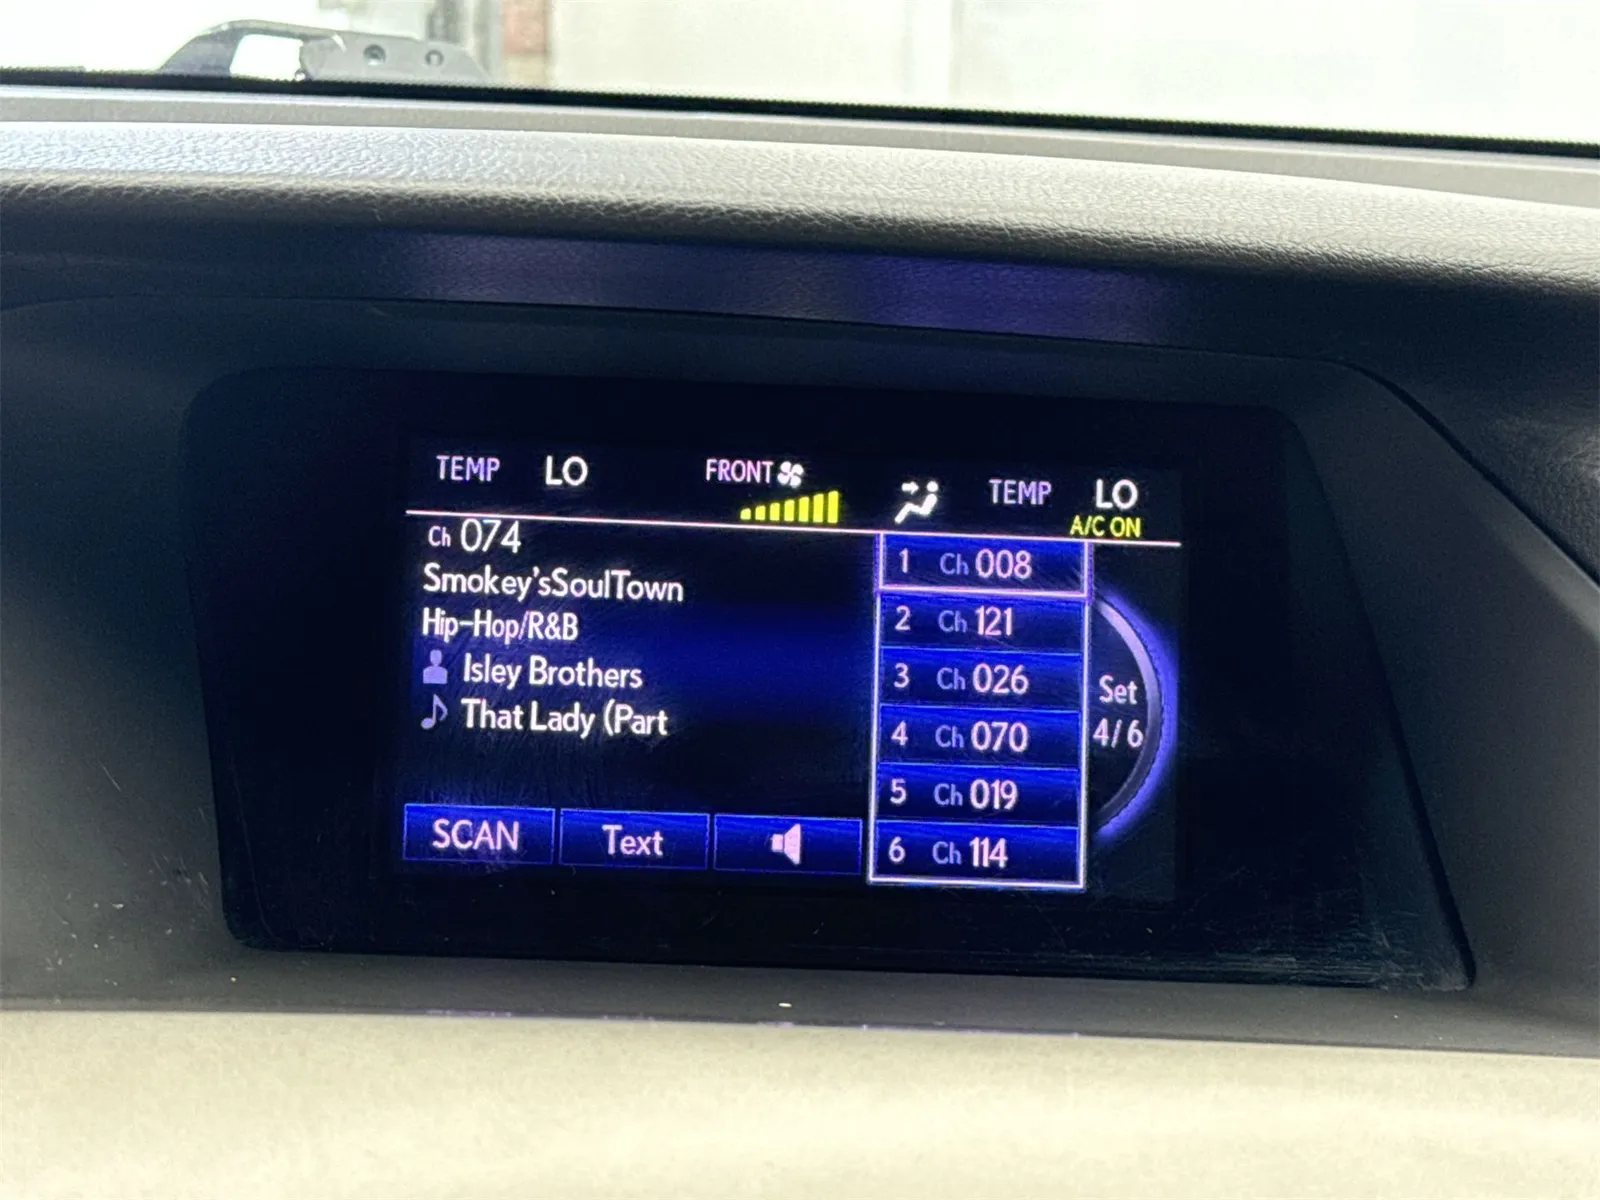 TEMP LO FRONT TEMP LO
A/C ON
Ch 074
Smokey'sSoulTown
Hip-Hop/R&B
Isley Brothers
That Lady (Part
SCAN Text
1 Ch 008
2 Ch 121
3 Ch 026
4 Ch 070
5 Ch 019
6 Ch 114
Set
4/6